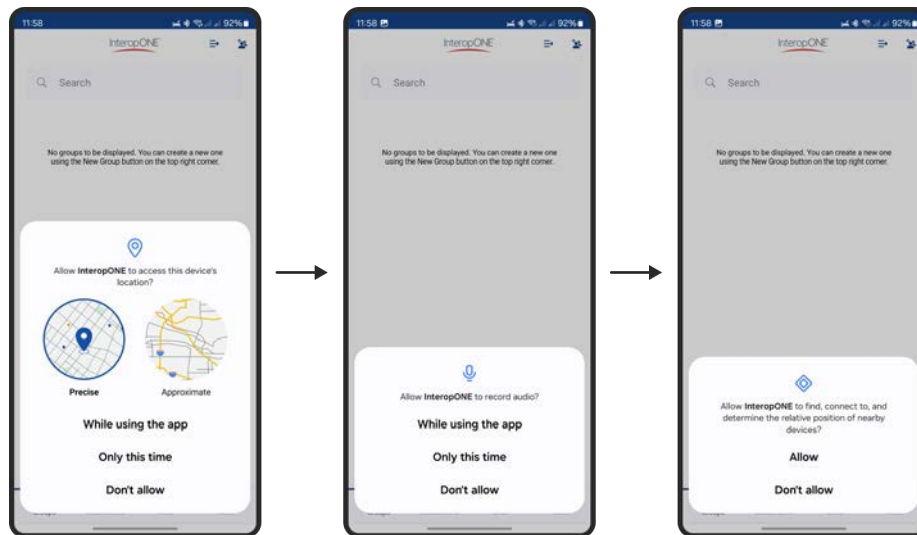 11:58
92%
InteropONE
Search
No groups to be displayed. You can create a new one
using the New Group button on the top right corner.
Allow InteropONE to access this device's
location?
Precise
Approximate
While using the app
Only this time
Don't allow
11:58
92%
InteropONE
Search
No groups to be displayed. You can create a new one
using the New Group button on the top right corner.
Allow InteropONE to record audio?
While using the app
Only this time
Don't allow
11:58
92%
InteropONE
Search
No groups to be displayed. You can create a new one
using the New Group button on the top right corner.
Allow InteropONE to find, connect to, and
determine the relative position of nearby
devices?
Allow
Don't allow